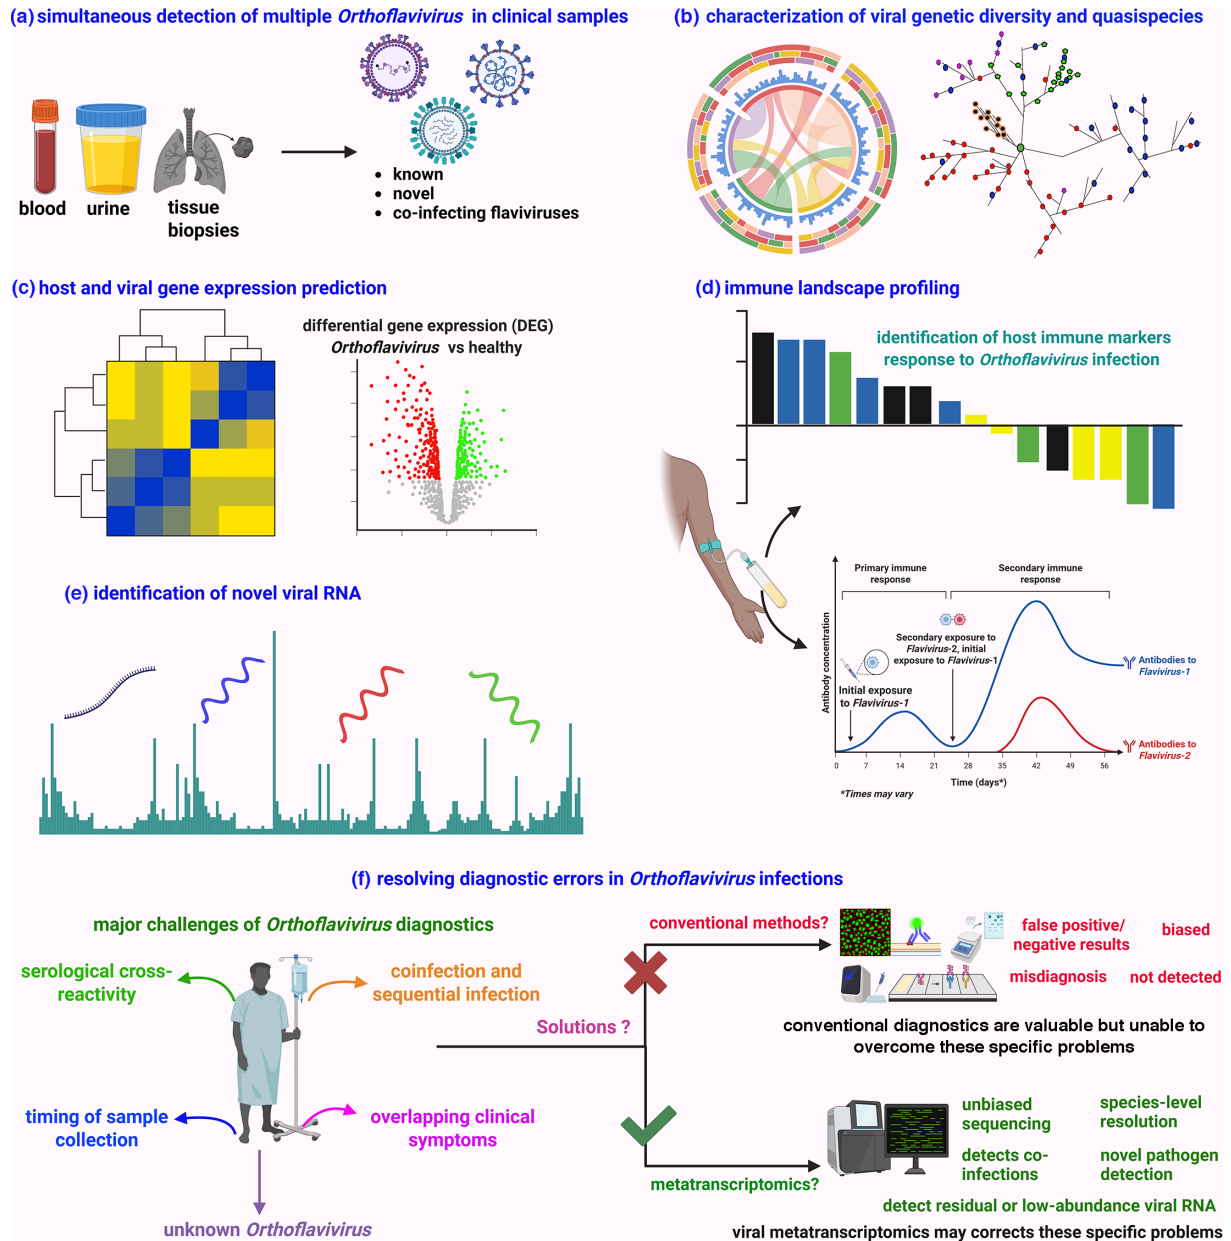 (a) simultaneous detection of multiple Orthoflavivirus in clinical samples
blood
urine
tissue
biopsies
• known
• novel
• co-infecting flaviviruses
(b) characterization of viral genetic diversity and quasispecies
(c) host and viral gene expression prediction
differential gene expression (DEG)
Orthoflavivirus vs healthy
(d) immune landscape profiling
identification of host immune markers
response to Orthoflavivirus infection
Primary immune
response
Secondary immune
response
Secondary exposure to
Flavivirus-2, initial
exposure to Flavivirus-1
Initial exposure
to Flavivirus-1
Antibody concentration
Antibodies to
Flavivirus-1
Antibodies to
Flavivirus-2
0 7 14 21 28 35 42 49 56
Time (days*)
*Times may vary
(e) identification of novel viral RNA
(f) resolving diagnostic errors in Orthoflavivirus infections
major challenges of Orthoflavivirus diagnostics
serological cross-
reactivity
coinfection and
sequential infection
timing of sample
collection
overlapping clinical
symptoms
unknown Orthoflavivirus
Solutions ?
conventional methods?
false positive/
negative results
biased
misdiagnosis
not detected
conventional diagnostics are valuable but unable to
overcome these specific problems
metatranscriptomics?
unbiased
sequencing
species-level
resolution
detects co-
infections
novel pathogen
detection
detect residual or low-abundance viral RNA
viral metatranscriptomics may corrects these specific problems